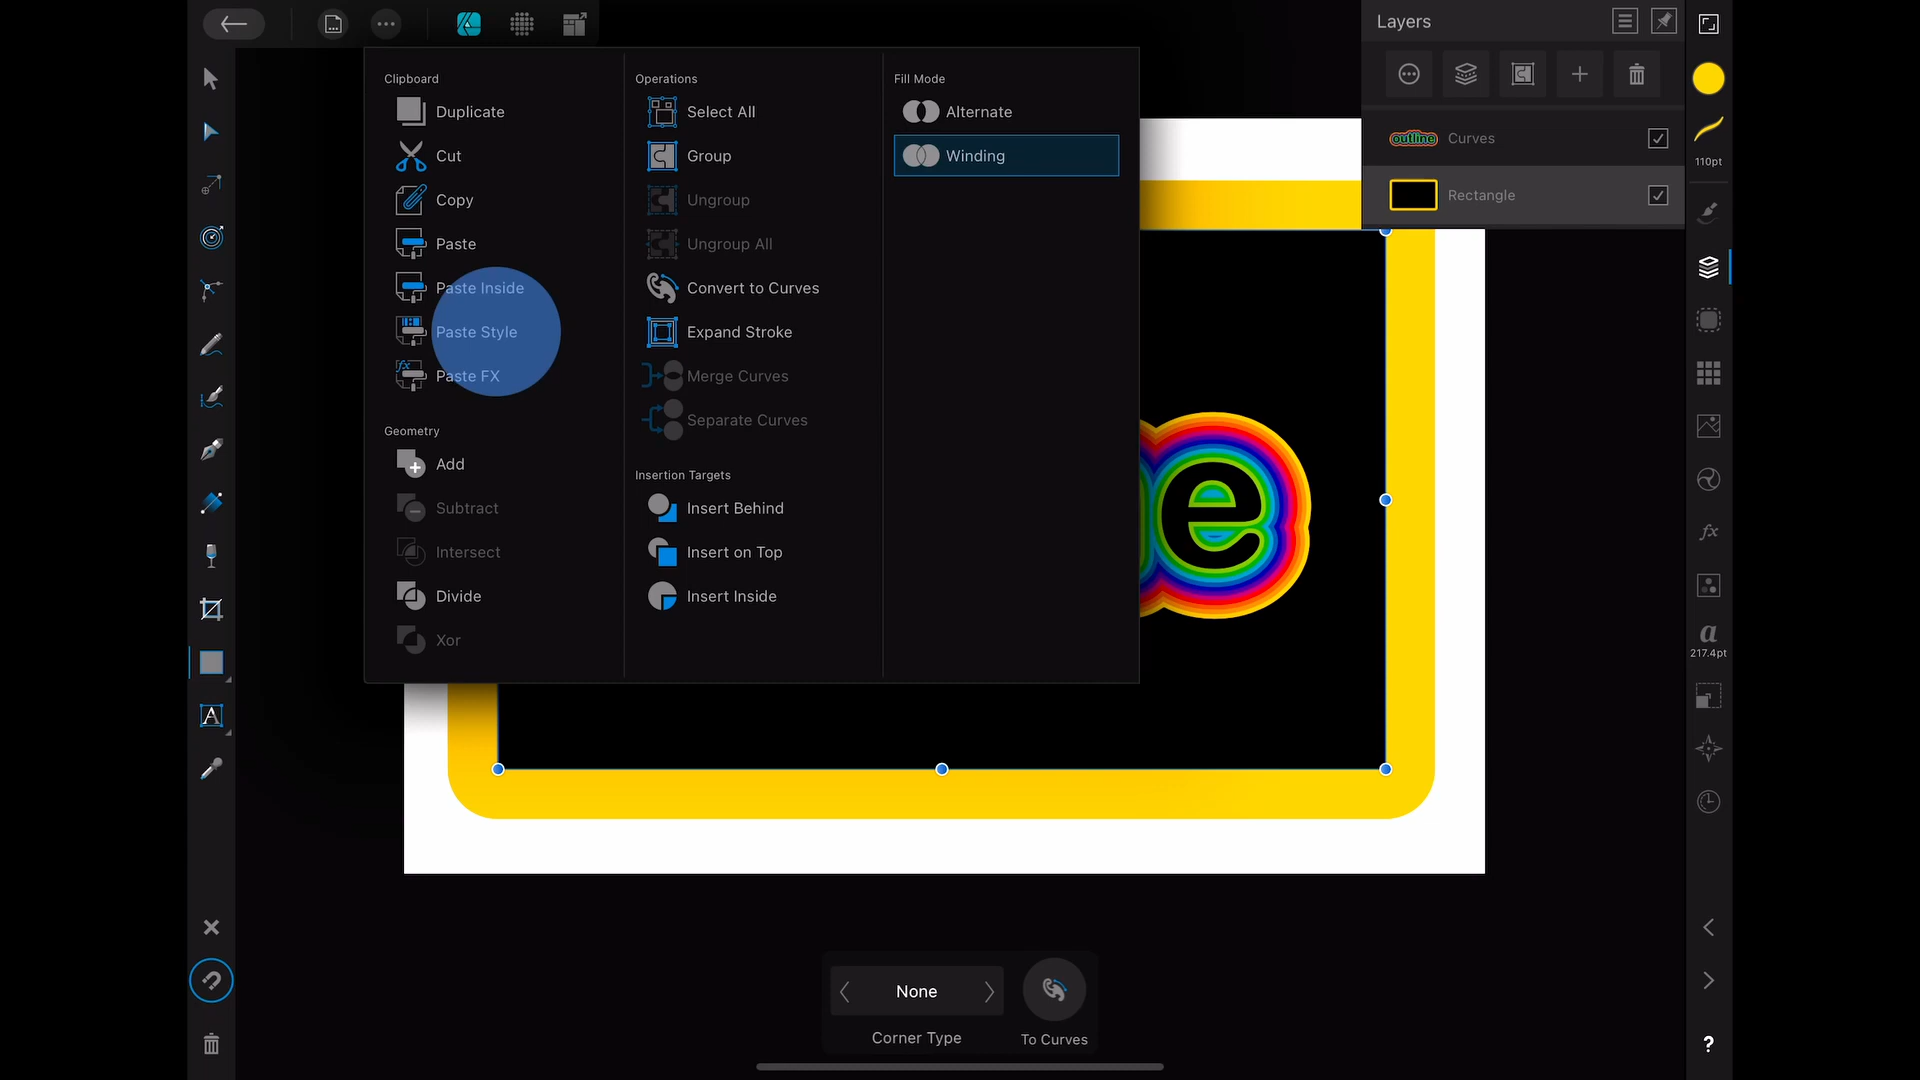 Layers
Clipboard
Duplicate
Cut
Copy
Paste
Paste Inside
Paste Style
Paste FX
Geometry
Add
Subtract
Intersect
Divide
Xor
Operations
Select All
Group
Ungroup
Ungroup All
Convert to Curves
Expand Stroke
Merge Curves
Separate Curves
Insertion Targets
Insert Behind
Insert on Top
Insert Inside
Fill Mode
Alternate
Winding
outline Curves
Rectangle
110pt
fx
a
217.4pt
e
A
None
Corner Type
To Curves
?